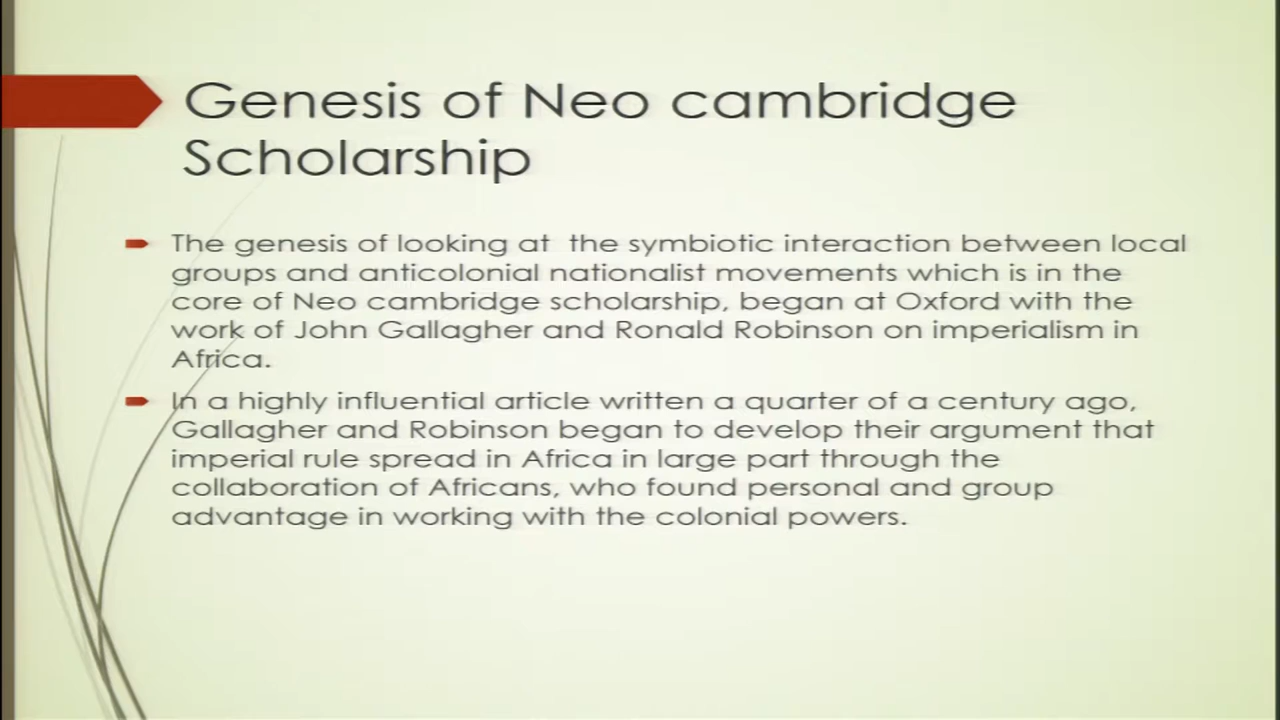 Genesis of Neo cambridge
Scholarship
The genesis of looking at the symbiotic interaction between local
groups and anticolonial nationalist movements which is in the
core of Neo cambridge scholarship, began at Oxford with the
work of John Gallagher and Ronald Robinson on imperialism in
Africa.
In a highly influential article written a quarter of a century ago,
Gallagher and Robinson began to develop their argument that
imperial rule spread in Africa in large part through the
collaboration of Africans, who found personal and group
advantage in working with the colonial powers.